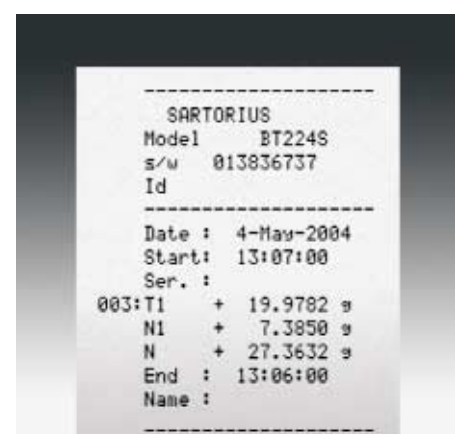 --------------------
SARTORIUS
Model BT224S
s/w 013836737
Id
--------------------
Date : 4-May-2004
Start: 13:07:00
Ser. :
003:T1 + 19.9782 g
N1 + 7.3850 g
N + 27.3632 g
End : 13:06:00
Name :
--------------------